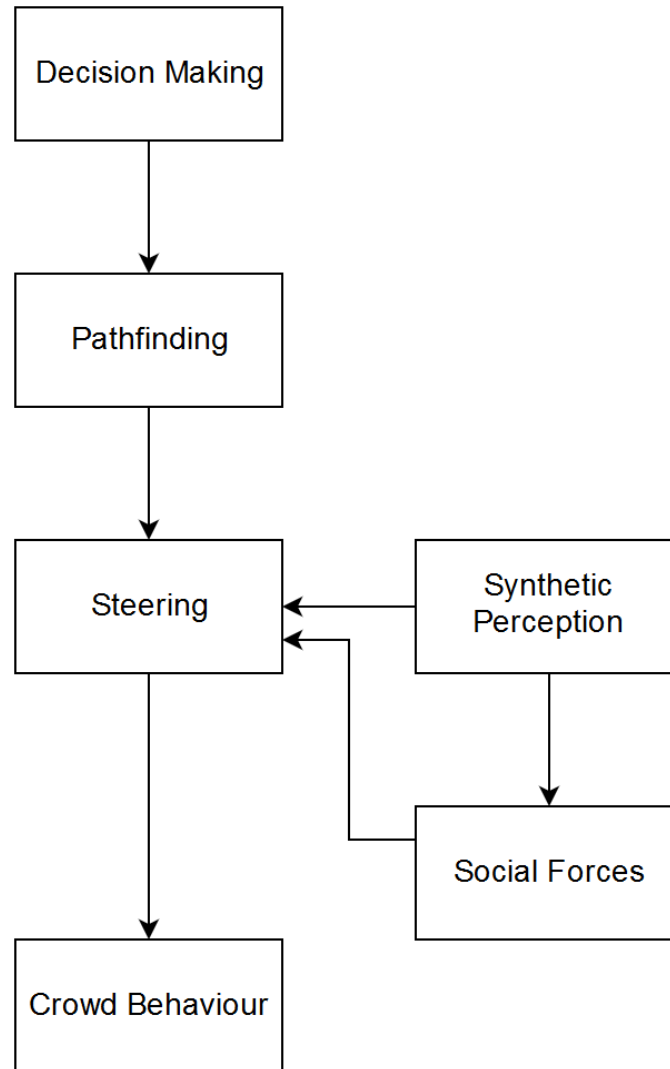 Decision Making
Pathfinding
Steering
Synthetic
Perception
Social Forces
Crowd Behaviour